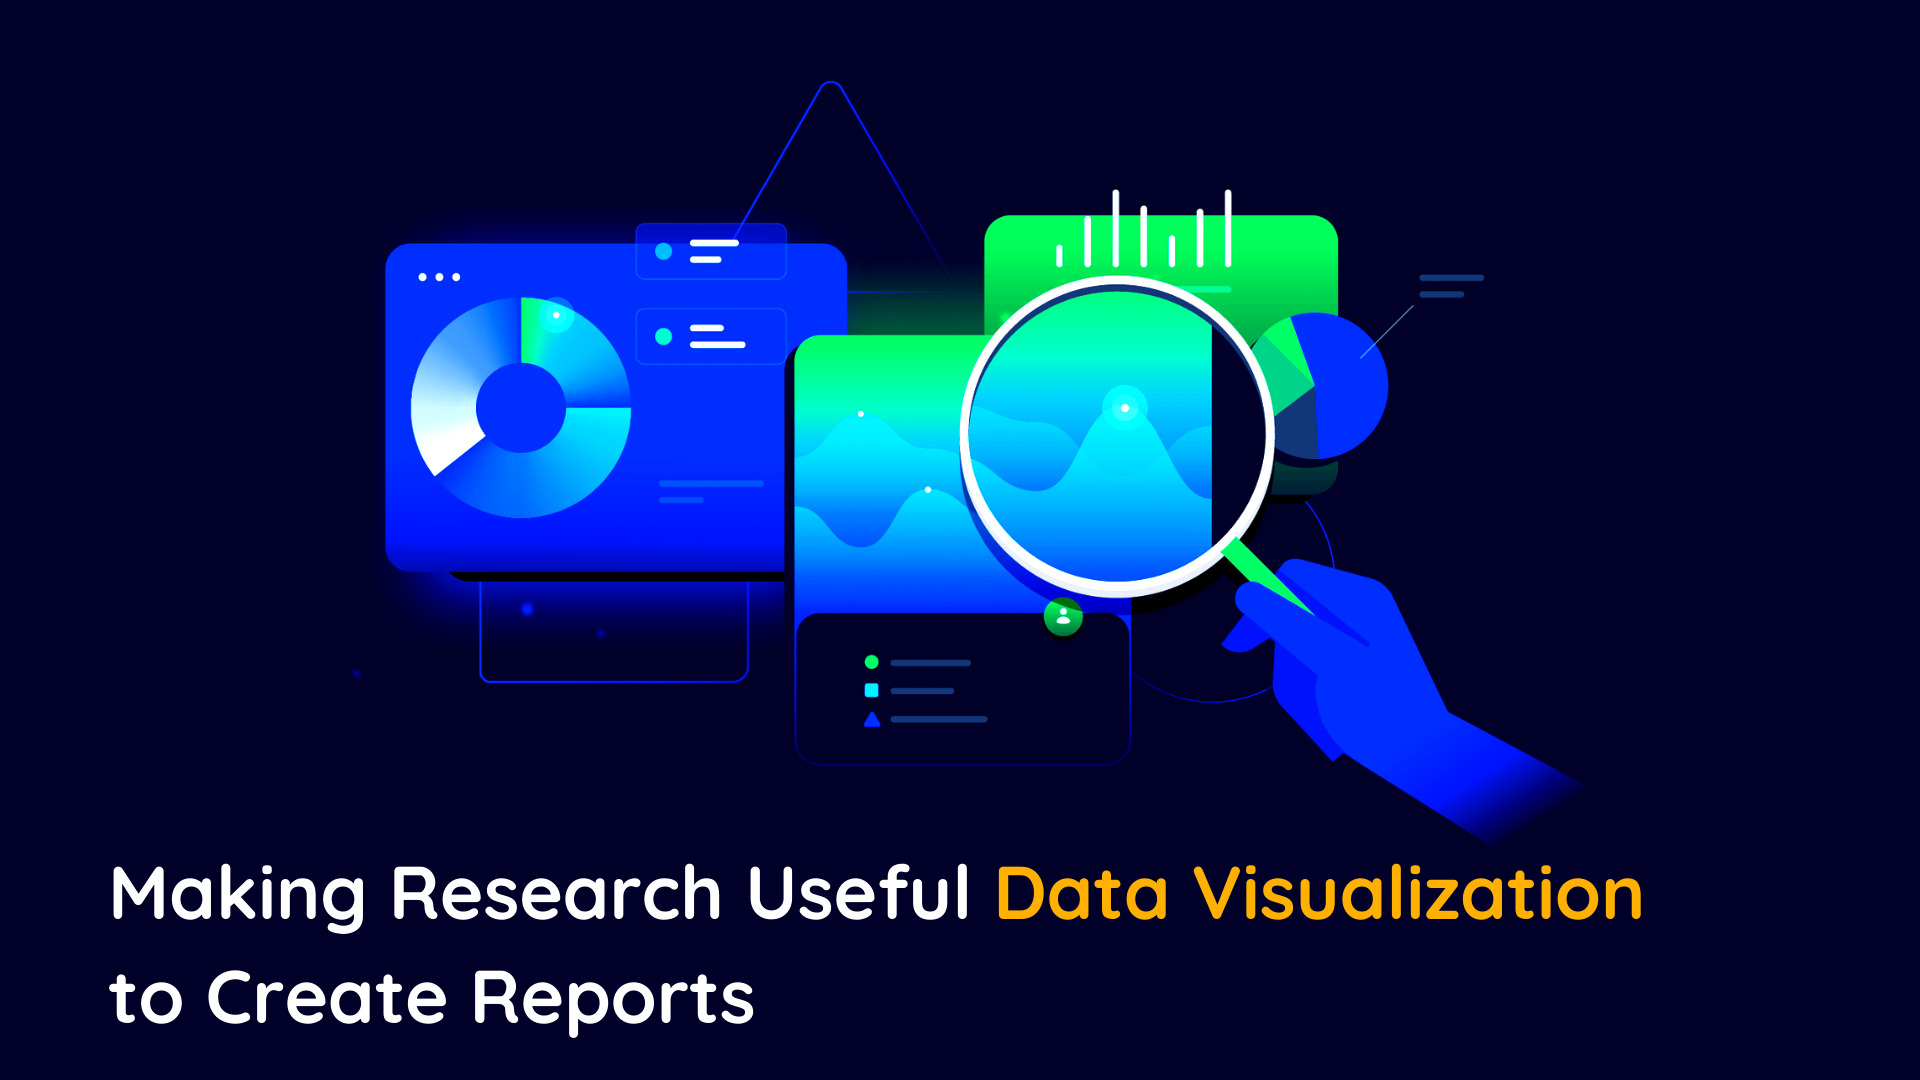 Making Research Useful Data Visualization
to Create Reports